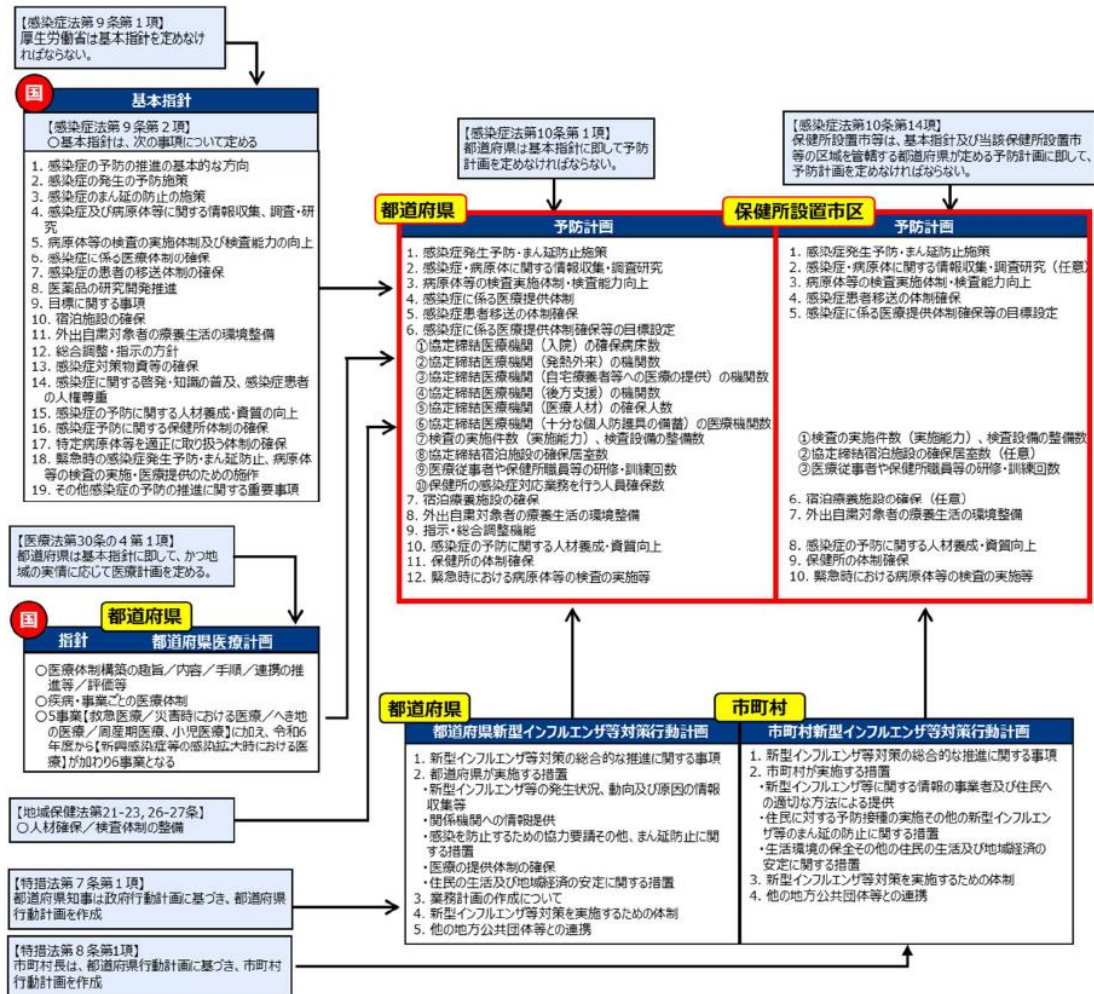 【感染症法第９条第１項】
厚生労働省は基本指針を定めなけ
ればならない。
国
基本指針
【感染症法第９条第２項】
○基本指針は、次の事項について定める
1. 感染症の予防の推進の基本的な方向
2. 感染症の発生の予防施策
3. 感染症のまん延の防止の施策
4. 感染症及び病原体等に関する情報収集、調査・研
究
5. 病原体等の検査の実施体制及び検査能力の向上
6. 感染症に係る医療体制の確保
7. 感染症の患者の移送体制の確保
8. 医薬品の研究開発推進
9. 目標に関する事項
10. 宿泊施設の確保
11. 外出自粛対象者の療養生活の環境整備
12. 総合調整・指示の方針
13. 感染症対策物資等の確保
14. 感染症に関する啓発・知識の普及、感染症患者
の人権尊重
15. 感染症の予防に関する人材養成・資質の向上
16. 感染症予防に関する保健所体制の確保
17. 特定病原体等を適正に取り扱う体制の確保
18. 緊急時の感染症発生予防・まん延防止、病原体
等の検査の実施・医療提供のための施作
19. その他感染症の予防の推進に関する重要事項
【医療法第30条の４第１項】
都道府県は基本指針に即して、かつ地
域の実情に応じて医療計画を定める。
国
都道府県
指針　都道府県医療計画
○医療体制構築の趣旨／内容／手順／連携の推
進等／評価等
○疾病・事業ごとの医療体制
○5事業【救急医療／災害時における医療／へき地
の医療／周産期医療、小児医療】に加え、令和6
年度から【新興感染症等の感染拡大時における医
療】が加わり6事業となる
【地域保健法第21-23, 26-27条】
○人材確保／検査体制の整備
【特措法第７条第１項】
都道府県知事は政府行動計画に基づき、都道府県
行動計画を作成
【特措法第８条第1項】
市町村長は、都道府県行動計画に基づき、市町村
行動計画を作成
【感染症法第10条第１項】
都道府県は基本指針に即して予防
計画を定めなければならない。
【感染症法第10条第14項】
保健所設置市等は、基本指針及び当該保健所設置市
等の区域を管轄する都道府県が定める予防計画に即して、
予防計画を定めなければならない。
都道府県
予防計画
1. 感染症発生予防・まん延防止施策
2. 感染症・病原体に関する情報収集・調査研究
3. 病原体等の検査実施体制・検査能力向上
4. 感染症に係る医療提供体制
5. 感染症患者移送の体制確保
6. 感染症に係る医療提供体制確保等の目標設定
①協定締結医療機関（入院）の確保病床数
②協定締結医療機関（発熱外来）の機関数
③協定締結医療機関（自宅療養者等への医療の提供）の機関数
④協定締結医療機関（後方支援）の機関数
⑤協定締結医療機関（医療人材）の確保人数
⑥協定締結医療機関（十分な個人防護具の備蓄）の医療機関数
⑦検査の実施件数（実施能力）、検査設備の整備数
⑧協定締結宿泊施設の確保居室数
⑨医療従事者や保健所職員等の研修・訓練回数
⑩保健所の感染症対応業務を行う人員確保数
7. 宿泊療養施設の確保
8. 外出自粛対象者の療養生活の環境整備
9. 指示・総合調整機能
10. 感染症の予防に関する人材養成・資質向上
11. 保健所の体制確保
12. 緊急時における病原体等の検査の実施等
保健所設置市区
予防計画
1. 感染症発生予防・まん延防止施策
2. 感染症・病原体に関する情報収集・調査研究（任意）
3. 病原体等の検査実施体制・検査能力向上
4. 感染症患者移送の体制確保
5. 感染症に係る医療提供体制確保等の目標設定
①検査の実施件数（実施能力）、検査設備の整備数
②協定締結宿泊施設の確保居室数（任意）
③医療従事者や保健所職員等の研修・訓練回数
6. 宿泊療養施設の確保（任意）
7. 外出自粛対象者の療養生活の環境整備
8. 感染症の予防に関する人材養成・資質向上
9. 保健所の体制確保
10. 緊急時における病原体等の検査の実施等
都道府県
都道府県新型インフルエンザ等対策行動計画
1. 新型インフルエンザ等対策の総合的な推進に関する事項
2. 都道府県が実施する措置
・新型インフルエンザ等の発生状況、動向及び原因の情報
収集等
・関係機関への情報提供
・感染を防止するための協力要請その他、まん延防止に関
する措置
・医療の提供体制の確保
・住民の生活及び地域経済の安定に関する措置
3. 業務計画の作成について
4. 新型インフルエンザ等対策を実施するための体制
5. 他の地方公共団体等との連携
市町村
市町村新型インフルエンザ等対策行動計画
1. 新型インフルエンザ等対策の総合的な推進に関する事項
2. 市町村が実施する措置
・新型インフルエンザ等に関する情報の事業者及び住民へ
の適切な方法による提供
・住民に対する予防接種の実施その他の新型インフルエン
ザ等のまん延の防止に関する措置
・生活環境の保全その他の住民の生活及び地域経済の
安定に関する措置
3. 新型インフルエンザ等対策を実施するための体制
4. 他の地方公共団体等との連携